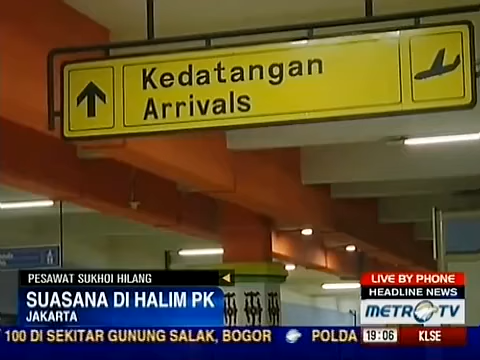 Kedatangan
Arrivals
PESAWAT SUKHOI HILANG
SUASANA DI HALIM PK
JAKARTA
LIVE BY PHONE
HEADLINE NEWS
METRO TV
100 DI SEKITAR GUNUNG SALAK, BOGOR POLDA
19:06 KLSE